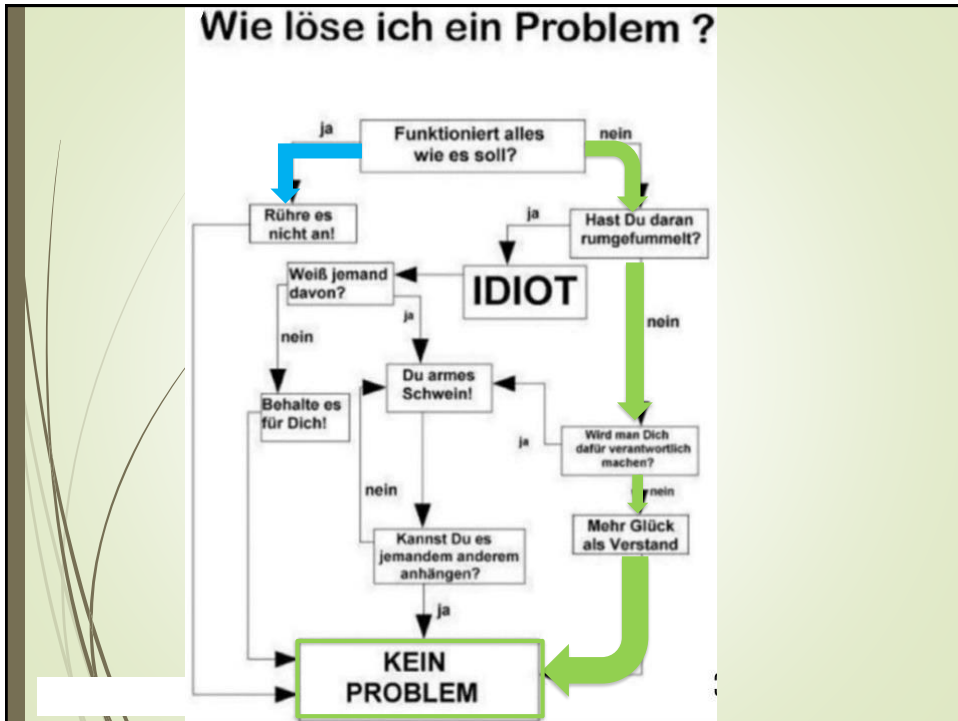 Wie löse ich ein Problem ?
ja
Funktioniert alles
wie es soll?
nein
Rühre es
nicht an!
ja
Hast Du daran
rumgefummelt?
Weiß jemand
davon?
IDIOT
ja
nein
nein
Du armes
Schwein!
Behalte es
für Dich!
ja
Wird man Dich
dafür verantwortlich
machen?
nein
nein
Mehr Glück
als Verstand
Kannst Du es
jemandem anderem
anhängen?
ja
KEIN
PROBLEM